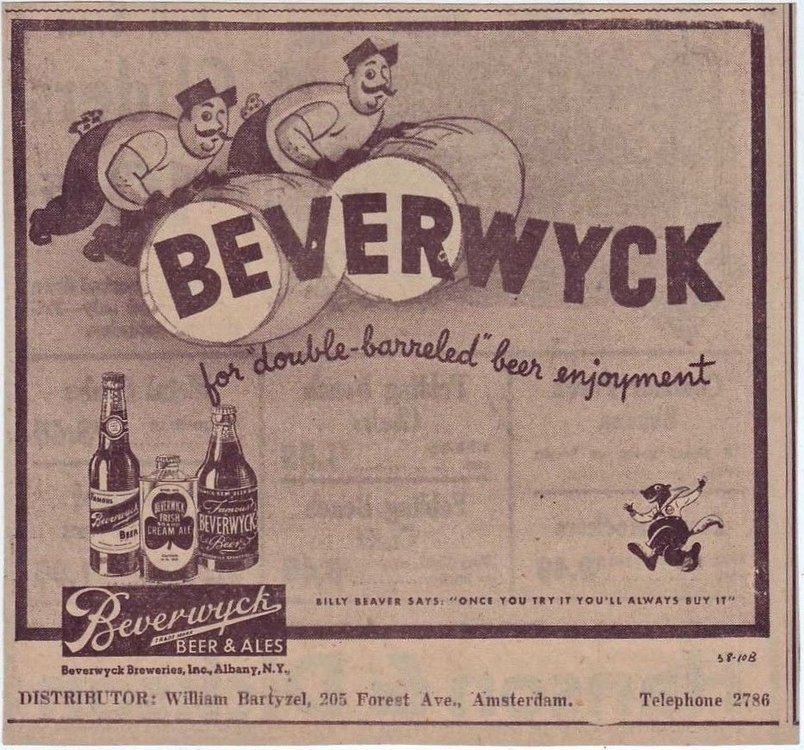 BEVERWYCK
for "double-barreled" beer enjoyment
FAMOUS
Beverwyck
BEER
BEVERWYCK
IRISH
CREAM ALE
Famous
BEVERWYCK
Beer
Beverwyck
TRADE MARK
BEER & ALES
BILLY BEAVER SAYS: "ONCE YOU TRY IT YOU'LL ALWAYS BUY IT"
Beverwyck Breweries, Inc., Albany, N.Y.
58-10B
DISTRIBUTOR: William Bartyzel, 205 Forest Ave., Amsterdam. Telephone 2786